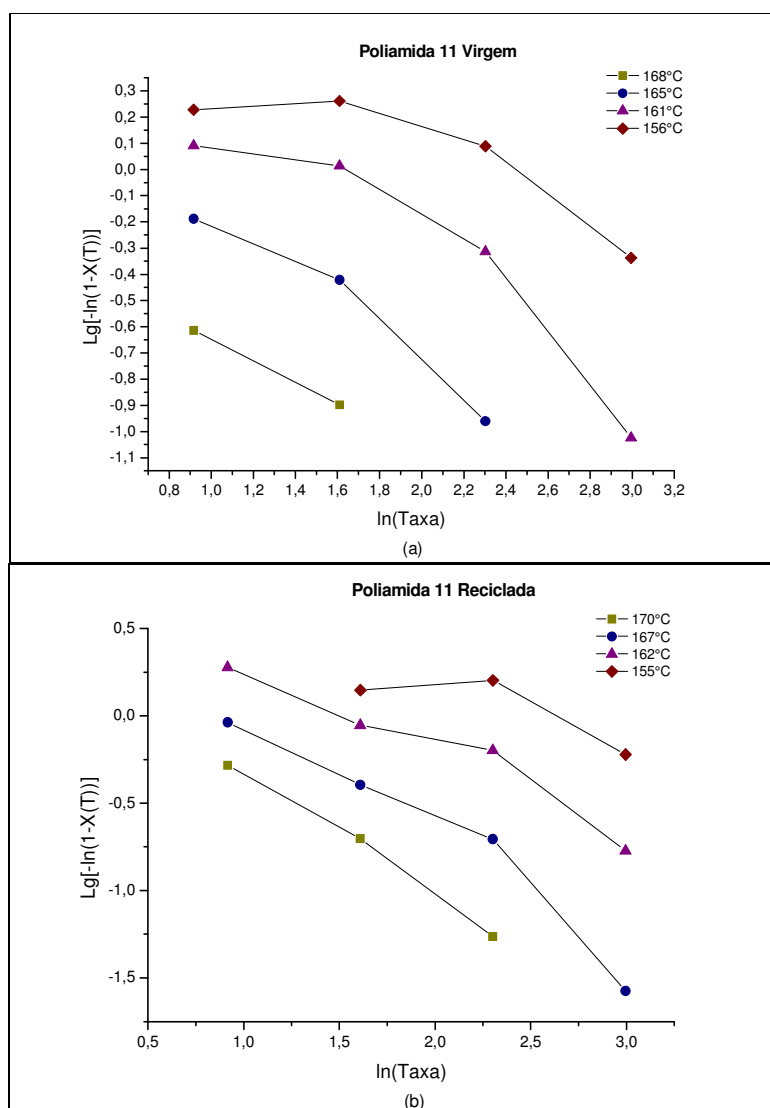 Poliamida 11 Virgem
168°C
165°C
161°C
156°C
0,3
0,2
0,1
0,0
-0,1
-0,2
-0,3
-0,4
-0,5
-0,6
-0,7
-0,8
-0,9
-1,0
-1,1
Lg[-ln(1-X(T))]
0,8 1,0 1,2 1,4 1,6 1,8 2,0 2,2 2,4 2,6 2,8 3,0 3,2
ln(Taxa)
(a)
Poliamida 11 Reciclada
170°C
167°C
162°C
155°C
0,5
0,0
-0,5
-1,0
-1,5
Lg[-ln(1-X(T))]
0,5 1,0 1,5 2,0 2,5 3,0
ln(Taxa)
(b)